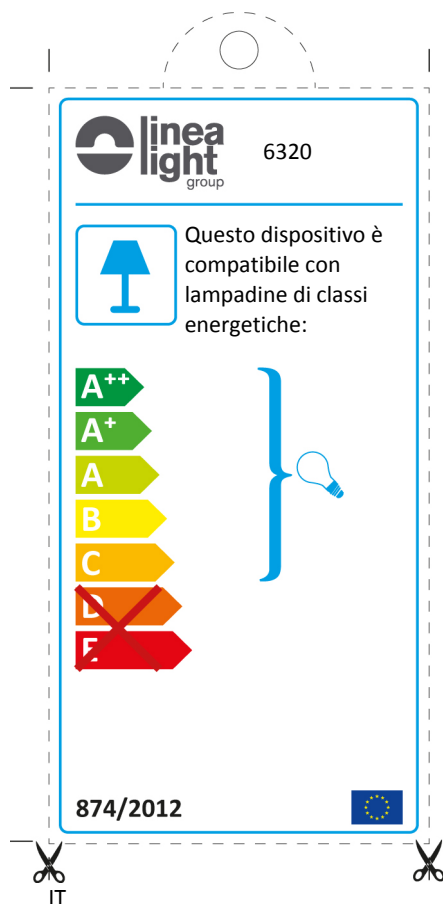 linea
light
group
6320
Questo dispositivo è
compatibile con
lampadine di classi
energetiche:
A++
A+
A
B
C
D
E
874/2012
IT